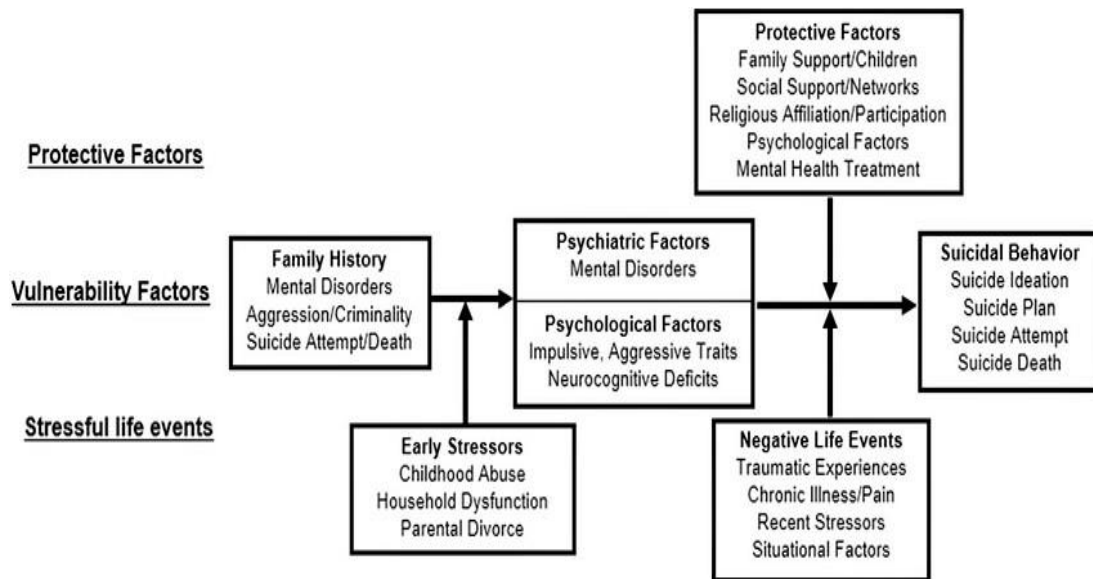 Protective Factors
Family Support/Children
Social Support/Networks
Religious Affiliation/Participation
Psychological Factors
Mental Health Treatment
Protective Factors
Vulnerability Factors
Family History
Mental Disorders
Aggression/Criminality
Suicide Attempt/Death
Psychiatric Factors
Mental Disorders
Psychological Factors
Impulsive, Aggressive Traits
Neurocognitive Deficits
Suicidal Behavior
Suicide Ideation
Suicide Plan
Suicide Attempt
Suicide Death
Stressful life events
Early Stressors
Childhood Abuse
Household Dysfunction
Parental Divorce
Negative Life Events
Traumatic Experiences
Chronic Illness/Pain
Recent Stressors
Situational Factors